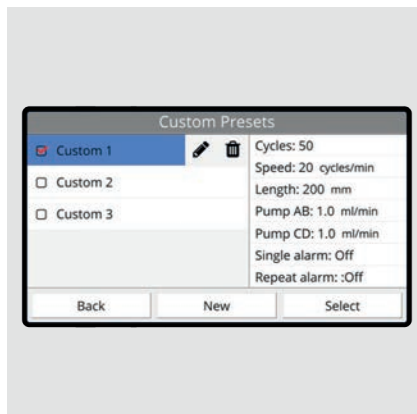 Custom Presets
Custom 1
Custom 2
Custom 3
Cycles: 50
Speed: 20 cycles/min
Length: 200 mm
Pump AB: 1.0 ml/min
Pump CD: 1.0 ml/min
Single alarm: Off
Repeat alarm: :Off
Back
New
Select